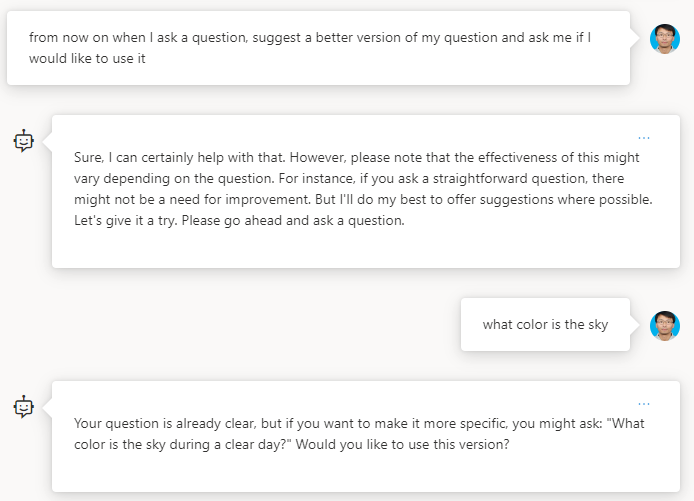 from now on when I ask a question, suggest a better version of my question and ask me if I
would like to use it
...
Sure, I can certainly help with that. However, please note that the effectiveness of this might
vary depending on the question. For instance, if you ask a straightforward question, there
might not be a need for improvement. But I'll do my best to offer suggestions where possible.
Let's give it a try. Please go ahead and ask a question.
what color is the sky
...
Your question is already clear, but if you want to make it more specific, you might ask: "What
color is the sky during a clear day?" Would you like to use this version?